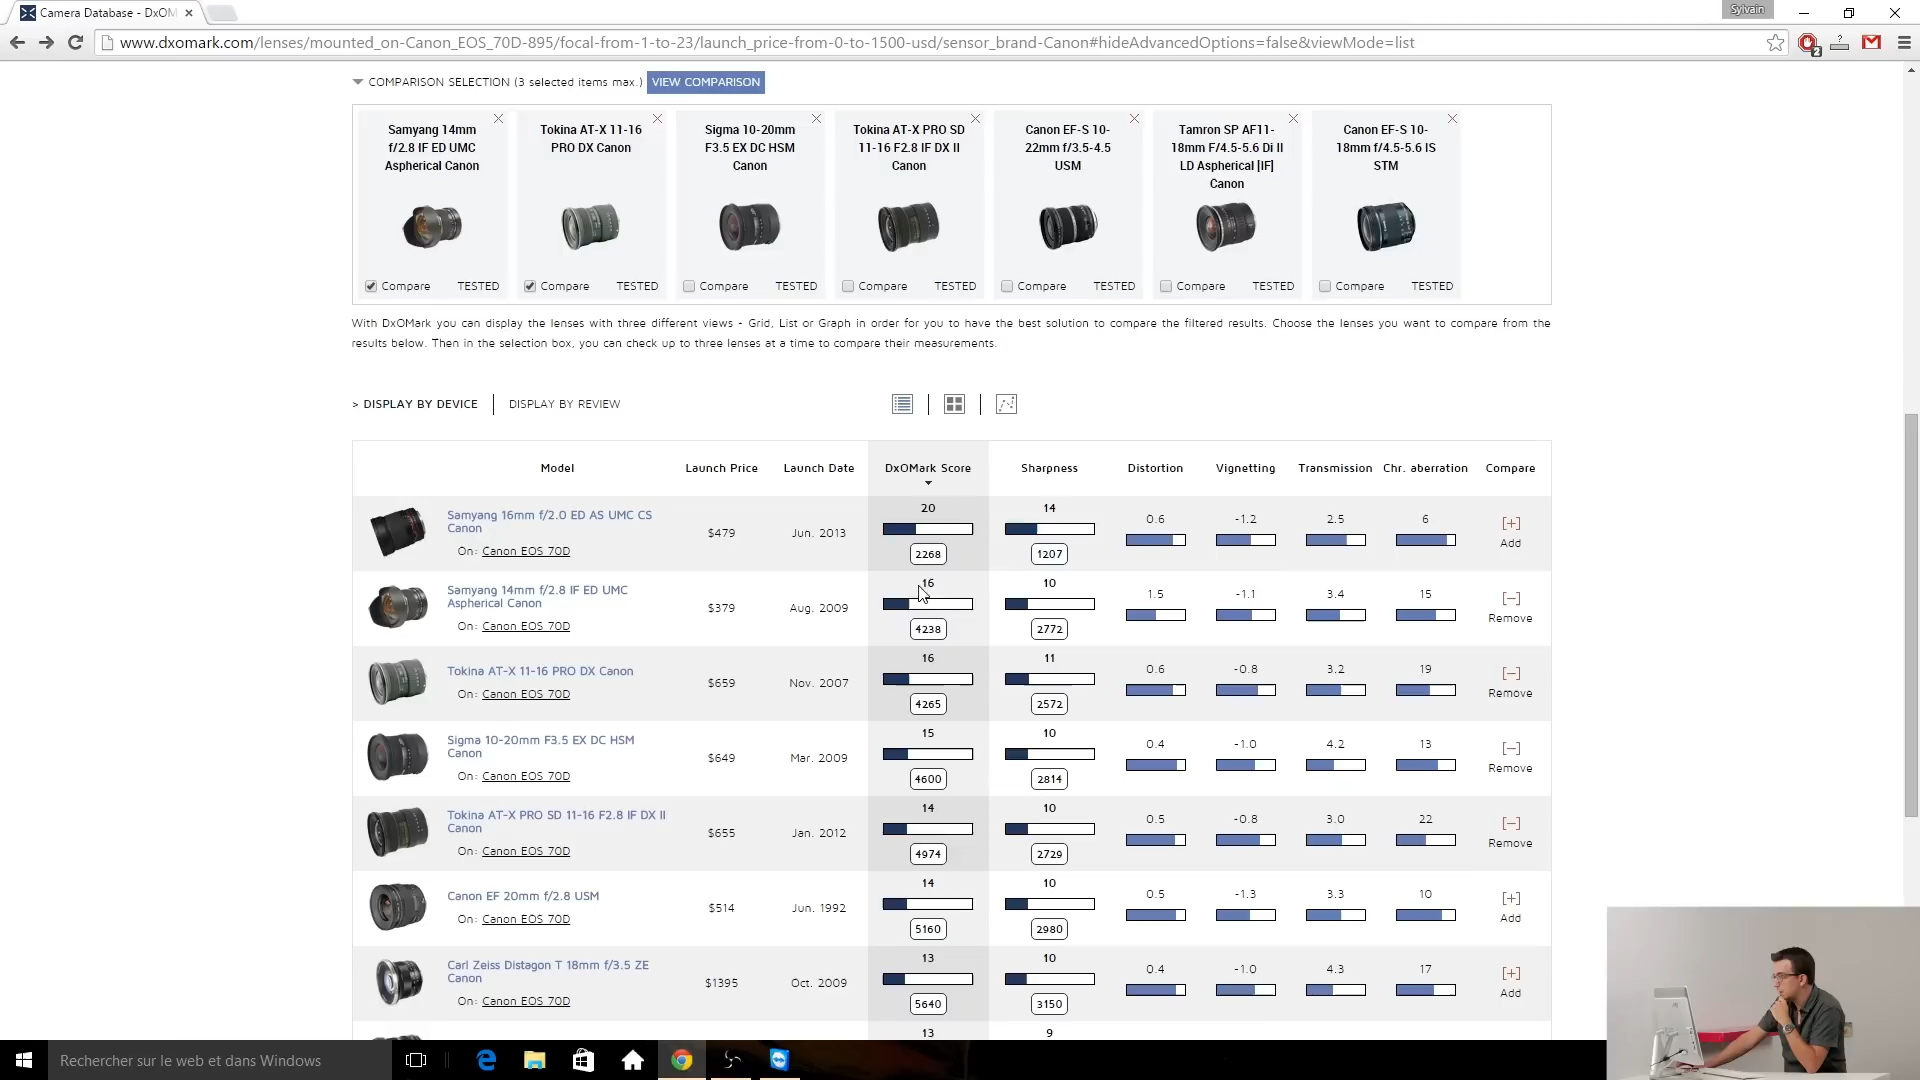 Camera Database - DxOM
Sylvain
www.dxomark.com/lenses/mounted_on-Canon_EOS_70D-895/focal-from-1-to-23/launch_price-from-0-to-1500-usd/sensor_brand-Canon#hideAdvancedOptions=false&viewMode=list
COMPARISON SELECTION (3 selected items max.) VIEW COMPARISON
Samyang 14mm
f/2.8 IF ED UMC
Aspherical Canon
Compare TESTED
Tokina AT-X 11-16
PRO DX Canon
Compare TESTED
Sigma 10-20mm
F3.5 EX DC HSM
Canon
Compare TESTED
Tokina AT-X PRO SD
11-16 F2.8 IF DX II
Canon
Compare TESTED
Canon EF-S 10-
22mm f/3.5-4.5
USM
Compare TESTED
Tamron SP AF11-
18mm F/4.5-5.6 Di II
LD Aspherical [IF]
Canon
Compare TESTED
Canon EF-S 10-
18mm f/4.5-5.6 IS
STM
Compare TESTED
With DxOMark you can display the lenses with three different views - Grid, List or Graph in order for you to have the best solution to compare the filtered results. Choose the lenses you want to compare from the
results below. Then in the selection box, you can check up to three lenses at a time to compare their measurements.
> DISPLAY BY DEVICE DISPLAY BY REVIEW
Model Launch Price Launch Date DxOMark Score Sharpness Distortion Vignetting Transmission Chr. aberration Compare
Samyang 16mm f/2.0 ED AS UMC CS
Canon
On: Canon EOS 70D
$479 Jun. 2013 20 2268 14 1207 0.6 -1.2 2.5 6 [+] Add
Samyang 14mm f/2.8 IF ED UMC
Aspherical Canon
On: Canon EOS 70D
$379 Aug. 2009 16 4238 10 2772 1.5 -1.1 3.4 15 [−] Remove
Tokina AT-X 11-16 PRO DX Canon
On: Canon EOS 70D
$659 Nov. 2007 16 4265 11 2572 0.6 -0.8 3.2 19 [−] Remove
Sigma 10-20mm F3.5 EX DC HSM
Canon
On: Canon EOS 70D
$649 Mar. 2009 15 4600 10 2814 0.4 -1.0 4.2 13 [−] Remove
Tokina AT-X PRO SD 11-16 F2.8 IF DX II
Canon
On: Canon EOS 70D
$655 Jan. 2012 14 4974 10 2729 0.5 -0.8 3.0 22 [−] Remove
Canon EF 20mm f/2.8 USM
On: Canon EOS 70D
$514 Jun. 1992 14 5160 10 2980 0.5 -1.3 3.3 10 [+] Add
Carl Zeiss Distagon T 18mm f/3.5 ZE
Canon
On: Canon EOS 70D
$1395 Oct. 2009 13 5640 10 3150 0.4 -1.0 4.3 17 [+] Add
13 9
Rechercher sur le web et dans Windows